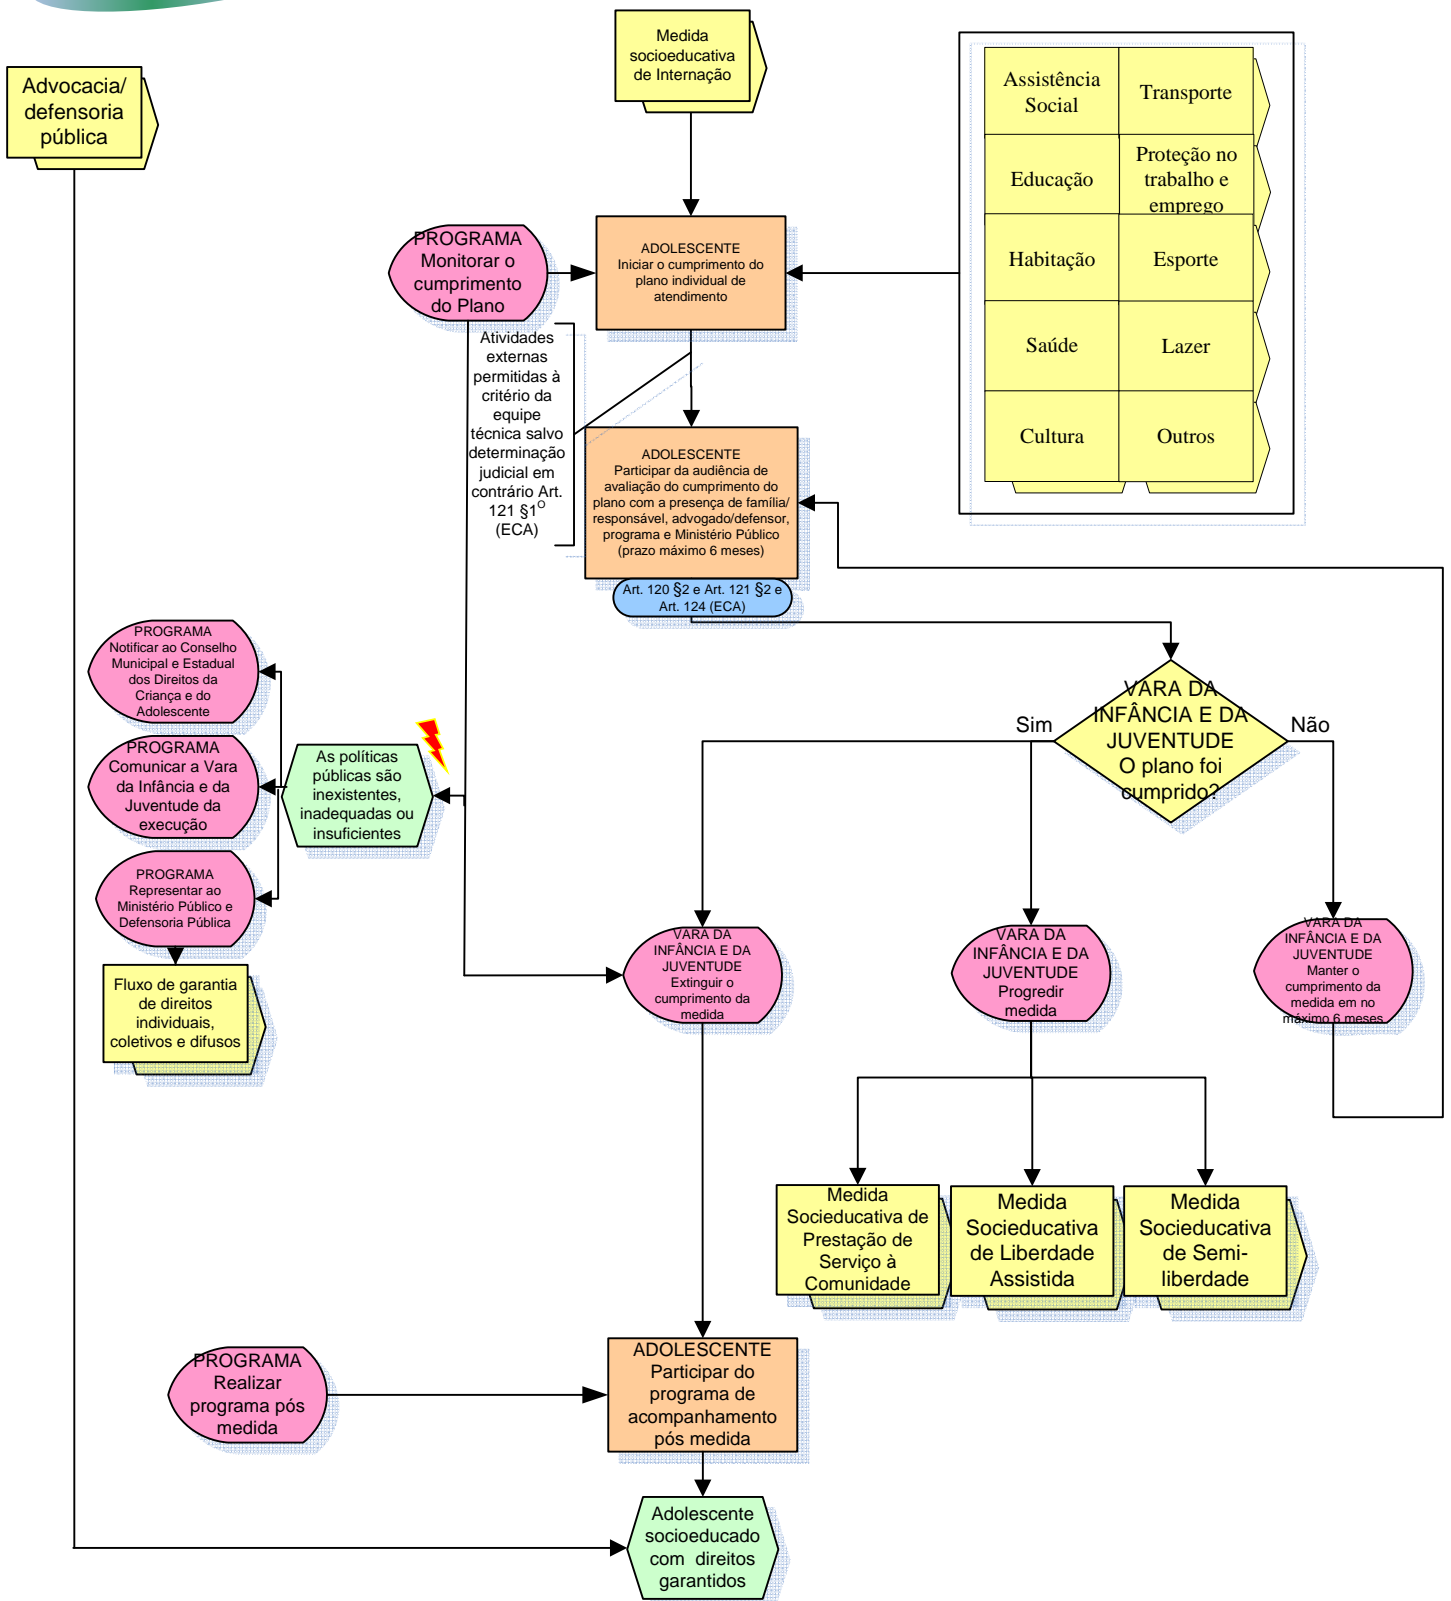 Medida
socioeducativa
de Internação
Advocacia/
defensoria
pública
Assistência
Social
Transporte
Educação
Proteção no
trabalho e
emprego
Habitação
Esporte
Saúde
Lazer
Cultura
Outros
PROGRAMA
Monitorar o
cumprimento
do Plano
ADOLESCENTE
Iniciar o cumprimento do
plano individual de
atendimento
Atividades
externas
permitidas à
critério da
equipe
técnica salvo
determinação
judicial em
contrário Art.
121 §1º
(ECA)
ADOLESCENTE
Participar da audiência de
avaliação do cumprimento do
plano com a presença de família/
responsável, advogado/defensor,
programa e Ministério Público
(prazo máximo 6 meses)
Art. 120 §2 e Art. 121 §2 e
Art. 124 (ECA)
PROGRAMA
Notificar ao Conselho
Municipal e Estadual
dos Direitos da
Criança e do
Adolescente
PROGRAMA
Comunicar a Vara
da Infância e da
Juventude da
execução
PROGRAMA
Representar ao
Ministério Público e
Defensoria Pública
As políticas
públicas são
inexistentes,
inadequadas ou
insuficientes
Fluxo de garantia
de direitos
individuais,
coletivos e difusos
Sim
VARA DA
INFÂNCIA E DA
JUVENTUDE
O plano foi
cumprido?
Não
VARA DA
INFÂNCIA E DA
JUVENTUDE
Extinguir o
cumprimento da
medida
VARA DA
INFÂNCIA E DA
JUVENTUDE
Progredir
medida
VARA DA
INFÂNCIA E DA
JUVENTUDE
Manter o
cumprimento da
medida em no
máximo 6 meses
Medida
Socieducativa de
Prestação de
Serviço à
Comunidade
Medida
Socieducativa
de Liberdade
Assistida
Medida
Socieducativa
de Semi-
liberdade
PROGRAMA
Realizar
programa pós
medida
ADOLESCENTE
Participar do
programa de
acompanhamento
pós medida
Adolescente
socioeducado
com direitos
garantidos